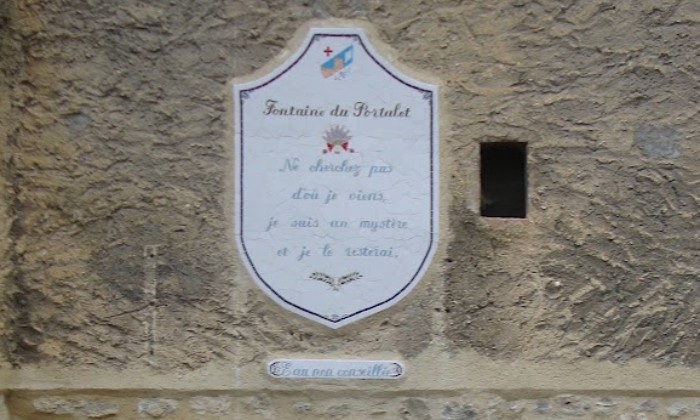 Fontaine du Portalet
Ne cherchez pas
d'où je viens,
je suis un mystère
et je le resterai.
Eau non conseillée